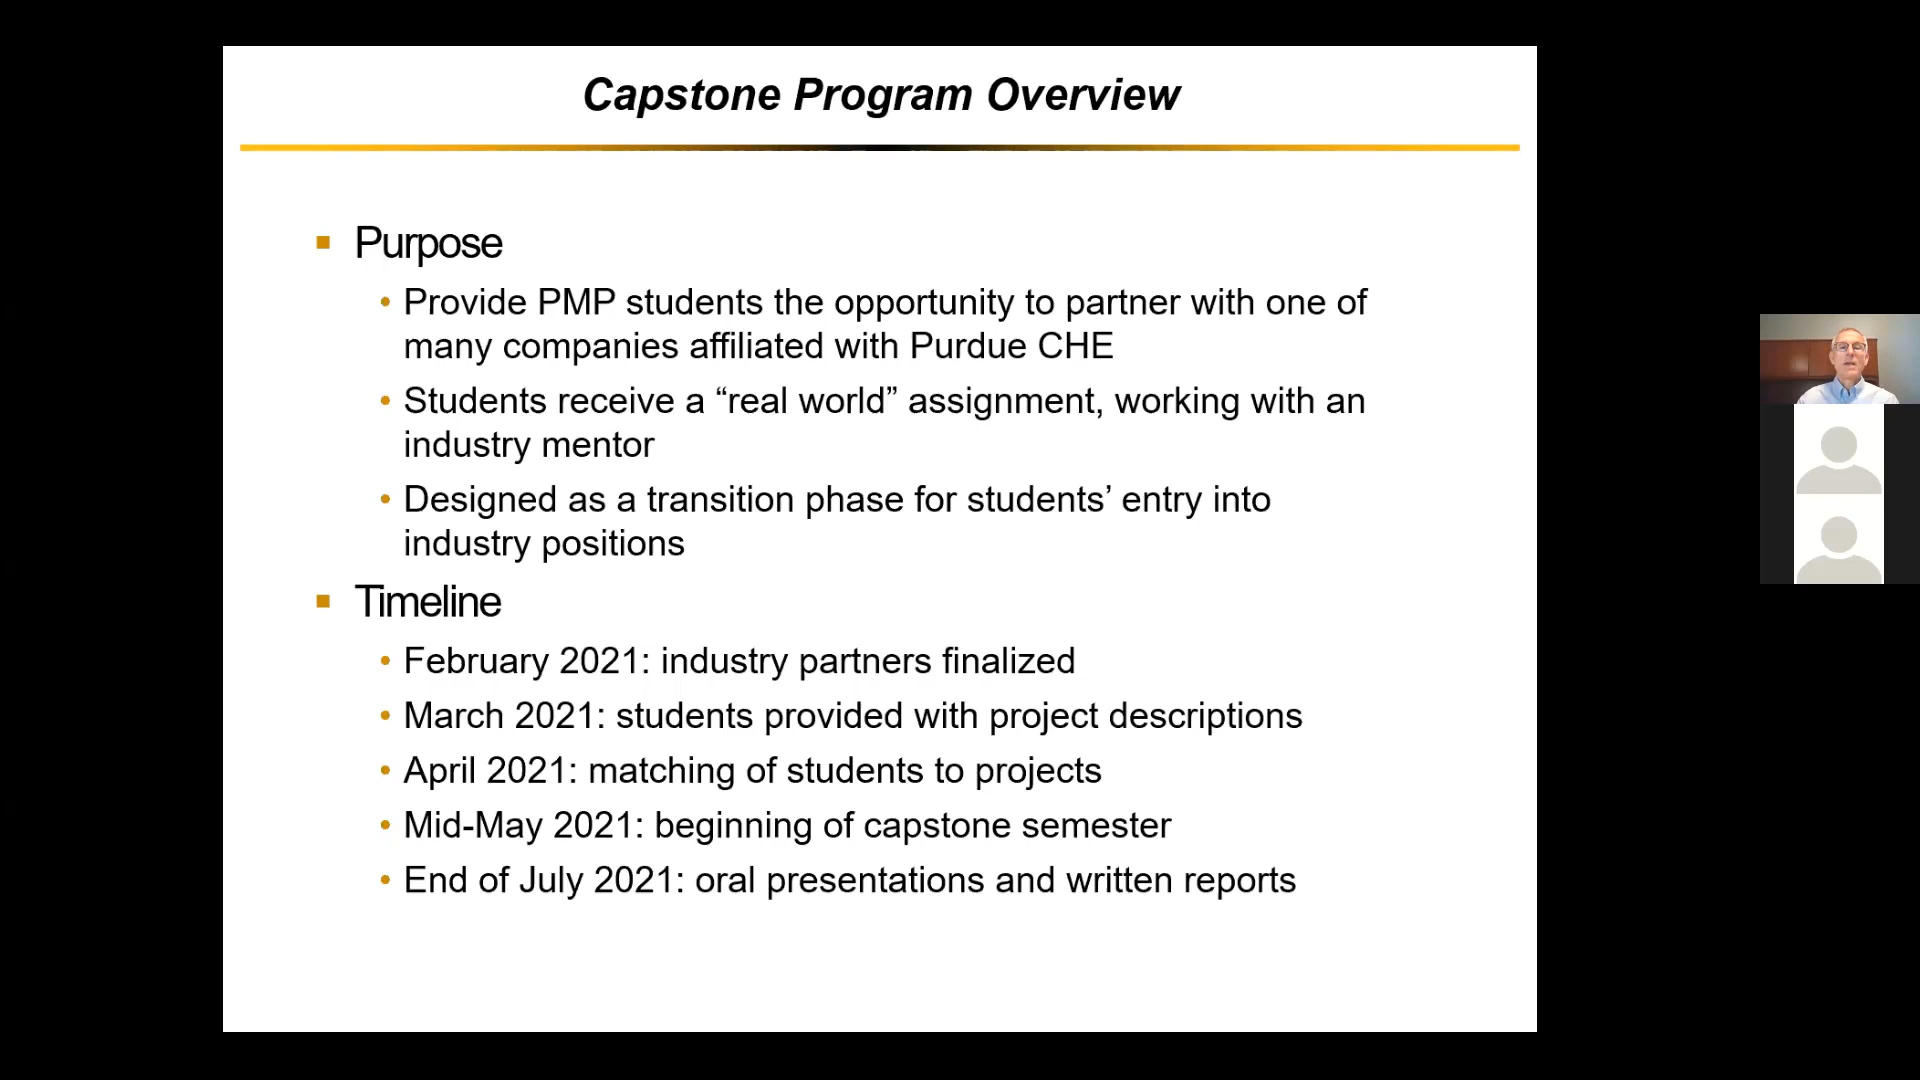 Capstone Program Overview
Purpose
Provide PMP students the opportunity to partner with one of
many companies affiliated with Purdue CHE
Students receive a “real world” assignment, working with an
industry mentor
Designed as a transition phase for students’ entry into
industry positions
Timeline
February 2021: industry partners finalized
March 2021: students provided with project descriptions
April 2021: matching of students to projects
Mid-May 2021: beginning of capstone semester
End of July 2021: oral presentations and written reports